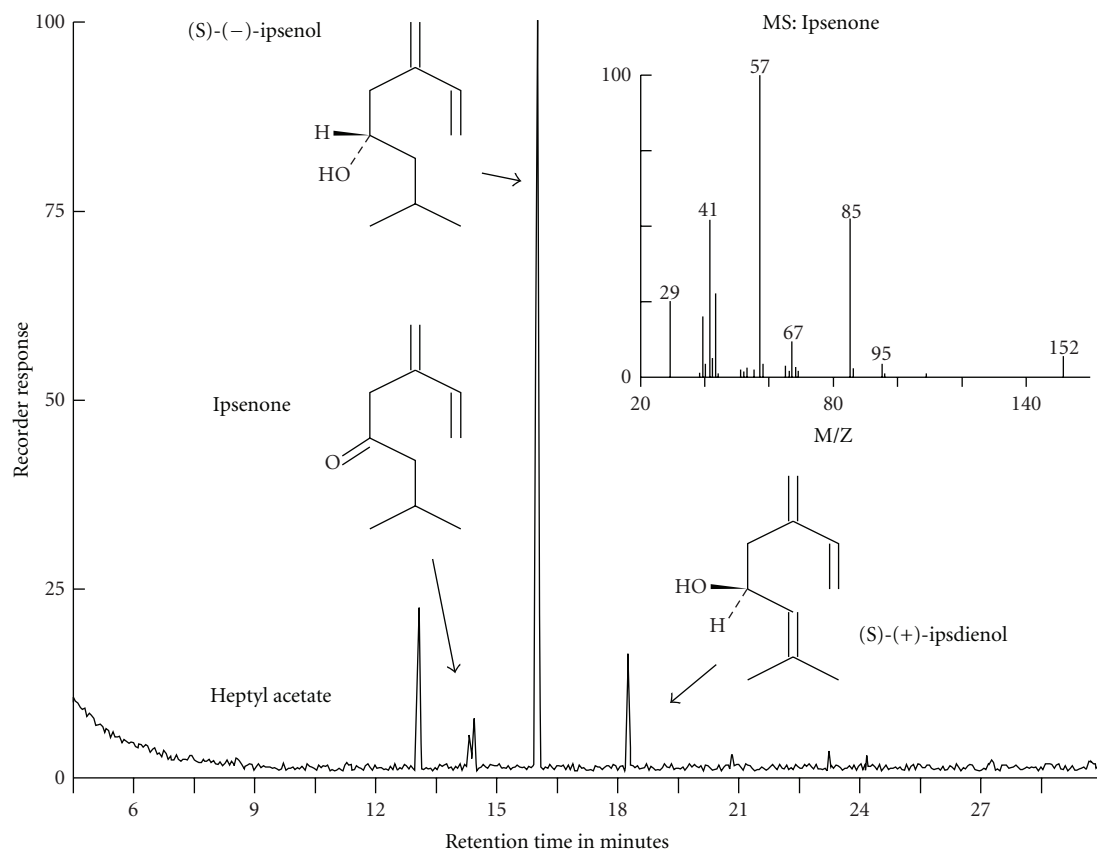 100
(S)-(−)-ipsenol
MS: Ipsenone
57
100
H
HO
75
41
85
29
67
95
152
0
20
80
140
M/Z
Recorder response
50
Ipsenone
O
HO
H
(S)-(+)-ipsdienol
25
Heptyl acetate
0
6
9
12
15
18
21
24
27
Retention time in minutes